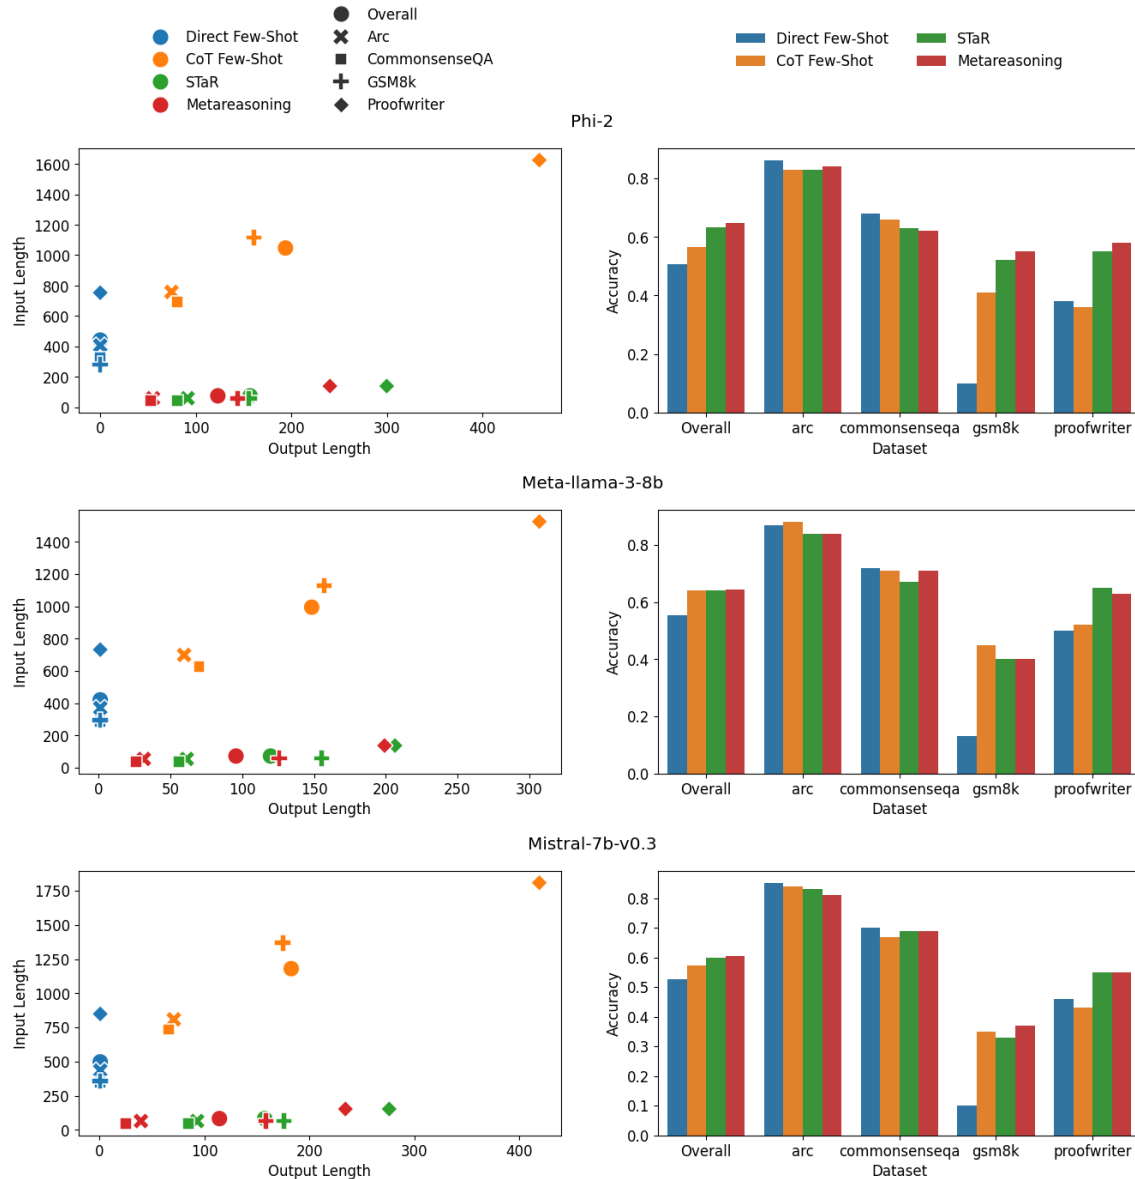 Direct Few-Shot
CoT Few-Shot
STaR
Metareasoning
Overall
Arc
CommonsenseQA
GSM8k
Proofwriter
Direct Few-Shot
CoT Few-Shot
STaR
Metareasoning
Phi-2
Input Length
1600
1400
1200
1000
800
600
400
200
0
0 100 200 300 400
Output Length
Accuracy
0.8
0.6
0.4
0.2
0.0
Overall arc commonsenseqa gsm8k proofwriter
Dataset
Meta-llama-3-8b
Input Length
1400
1200
1000
800
600
400
200
0
0 50 100 150 200 250 300
Output Length
Accuracy
0.8
0.6
0.4
0.2
0.0
Overall arc commonsenseqa gsm8k proofwriter
Dataset
Mistral-7b-v0.3
Input Length
1750
1500
1250
1000
750
500
250
0
0 100 200 300 400
Output Length
Accuracy
0.8
0.7
0.6
0.5
0.4
0.3
0.2
0.1
0.0
Overall arc commonsenseqa gsm8k proofwriter
Dataset